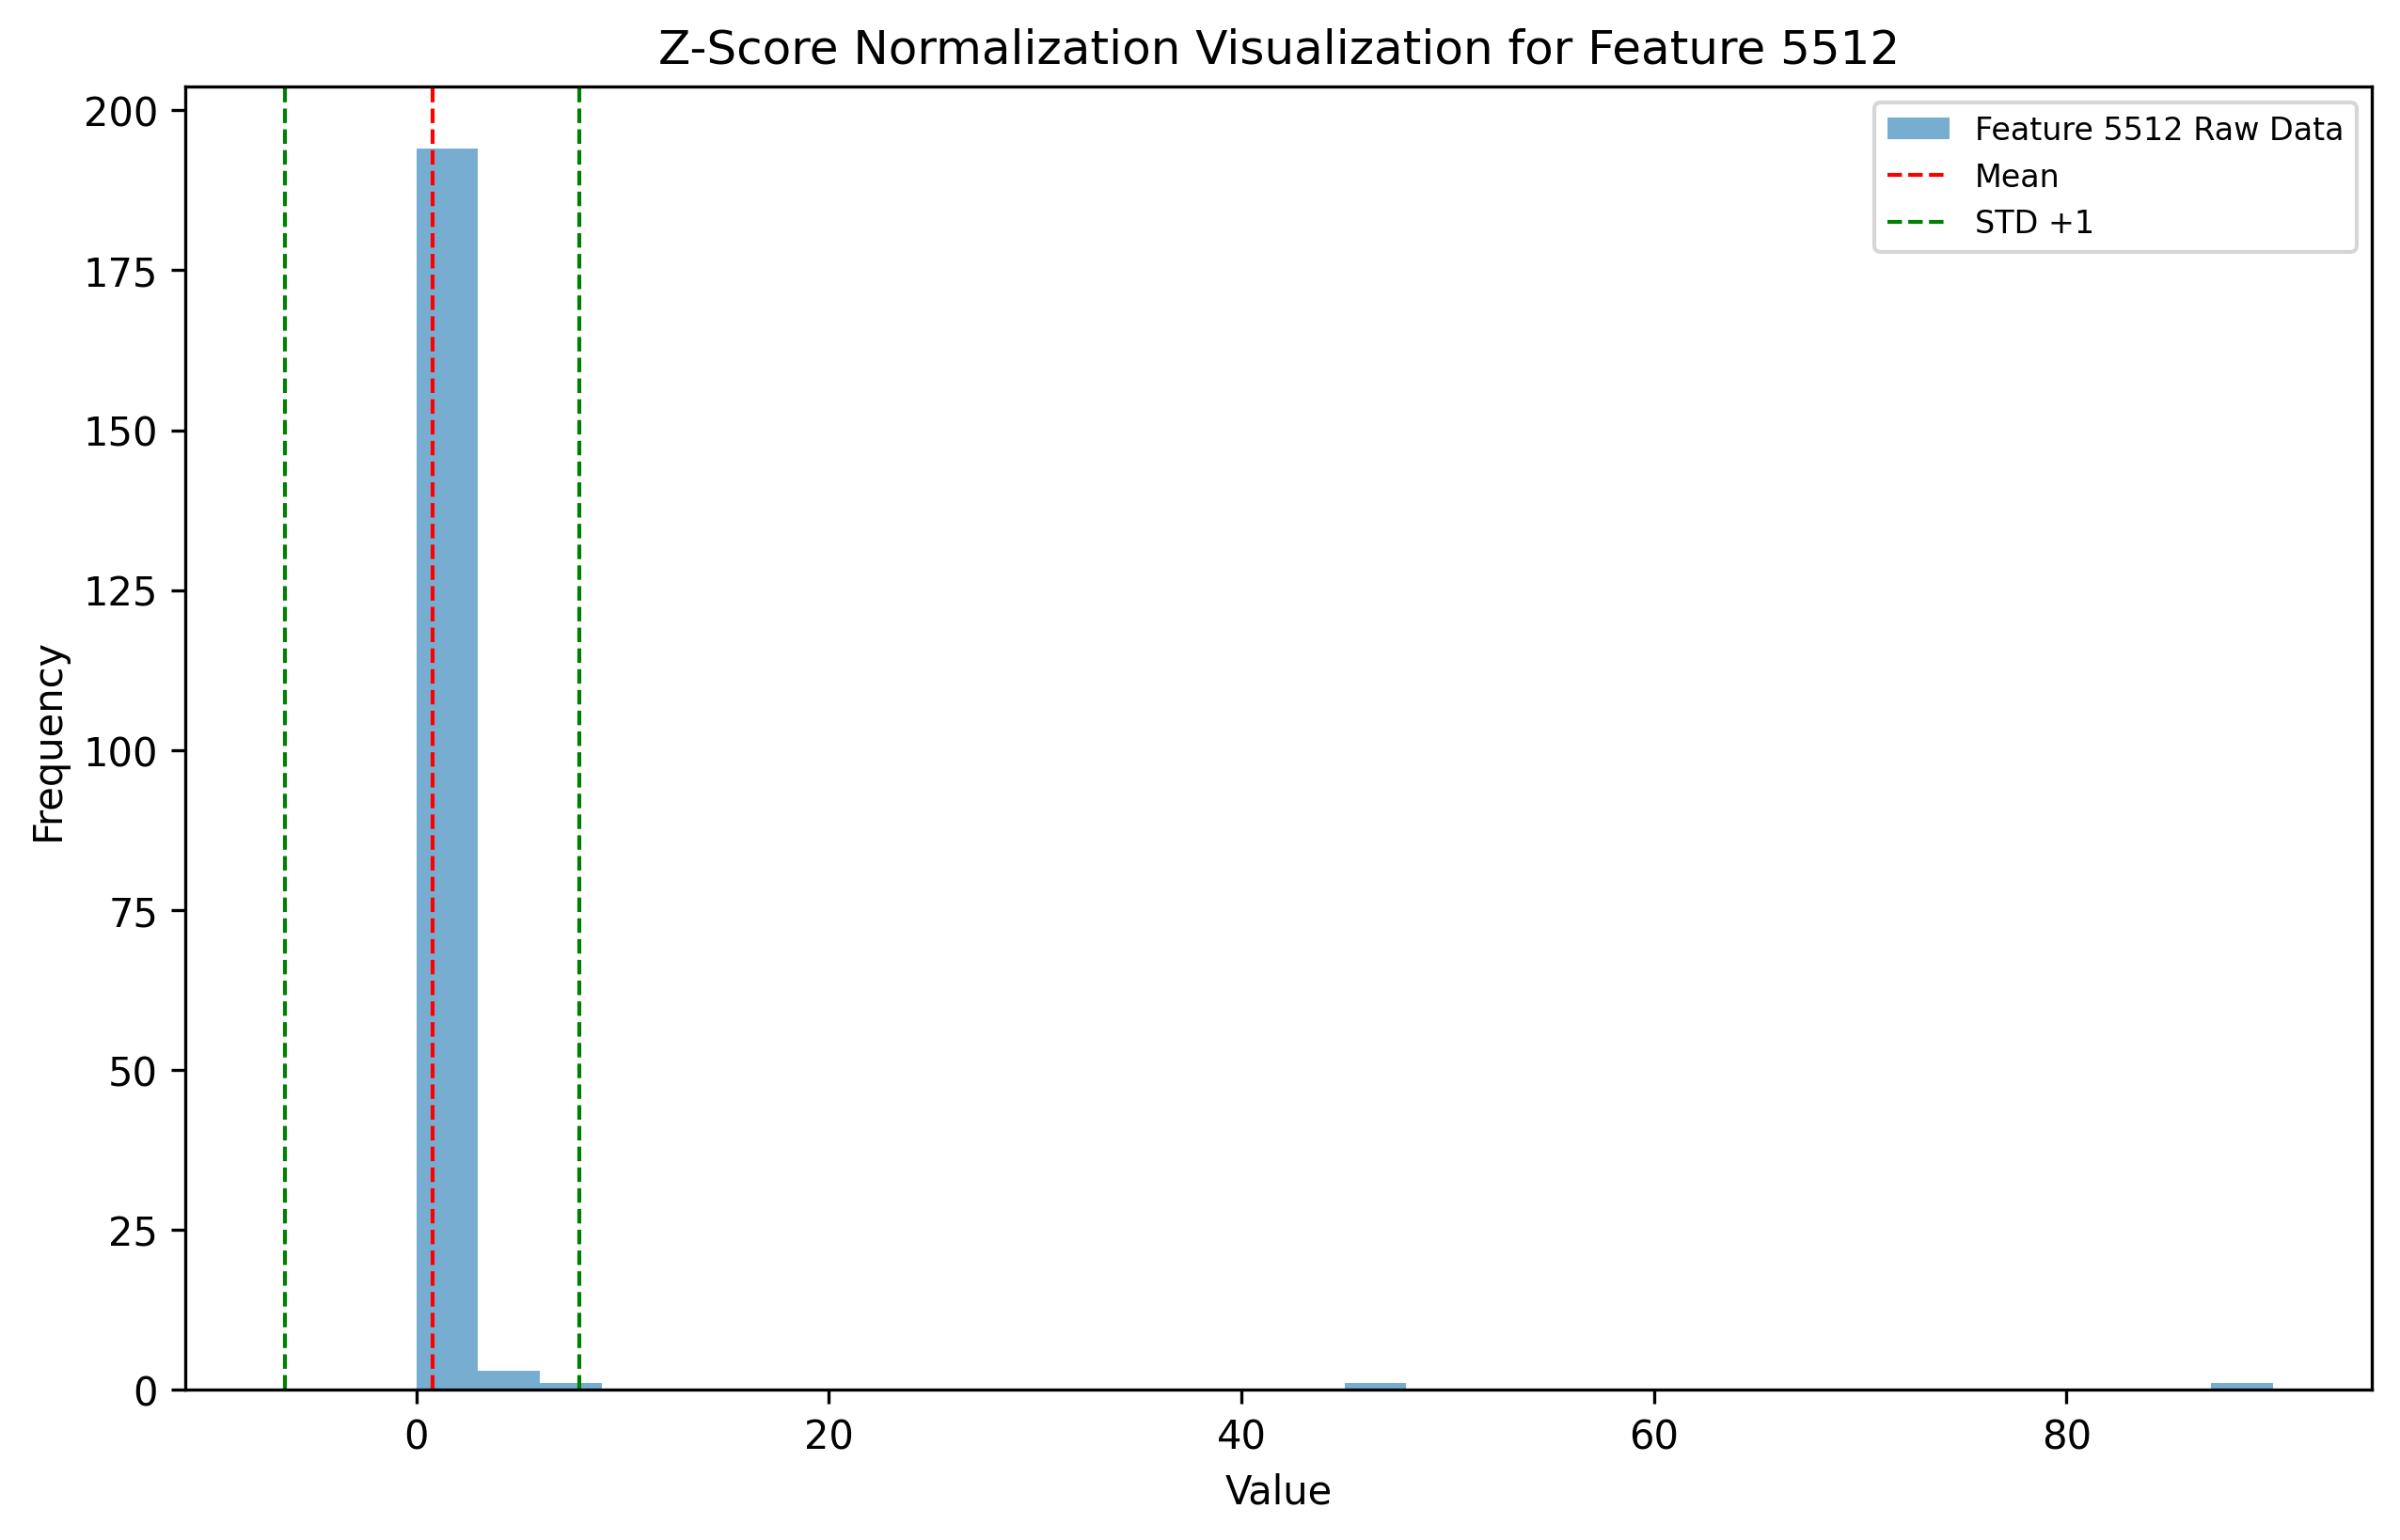 Z-Score Normalization Visualization for Feature 5512
Feature 5512 Raw Data
Mean
STD +1
200
175
150
125
100
75
50
25
0
Frequency
0 20 40 60 80
Value